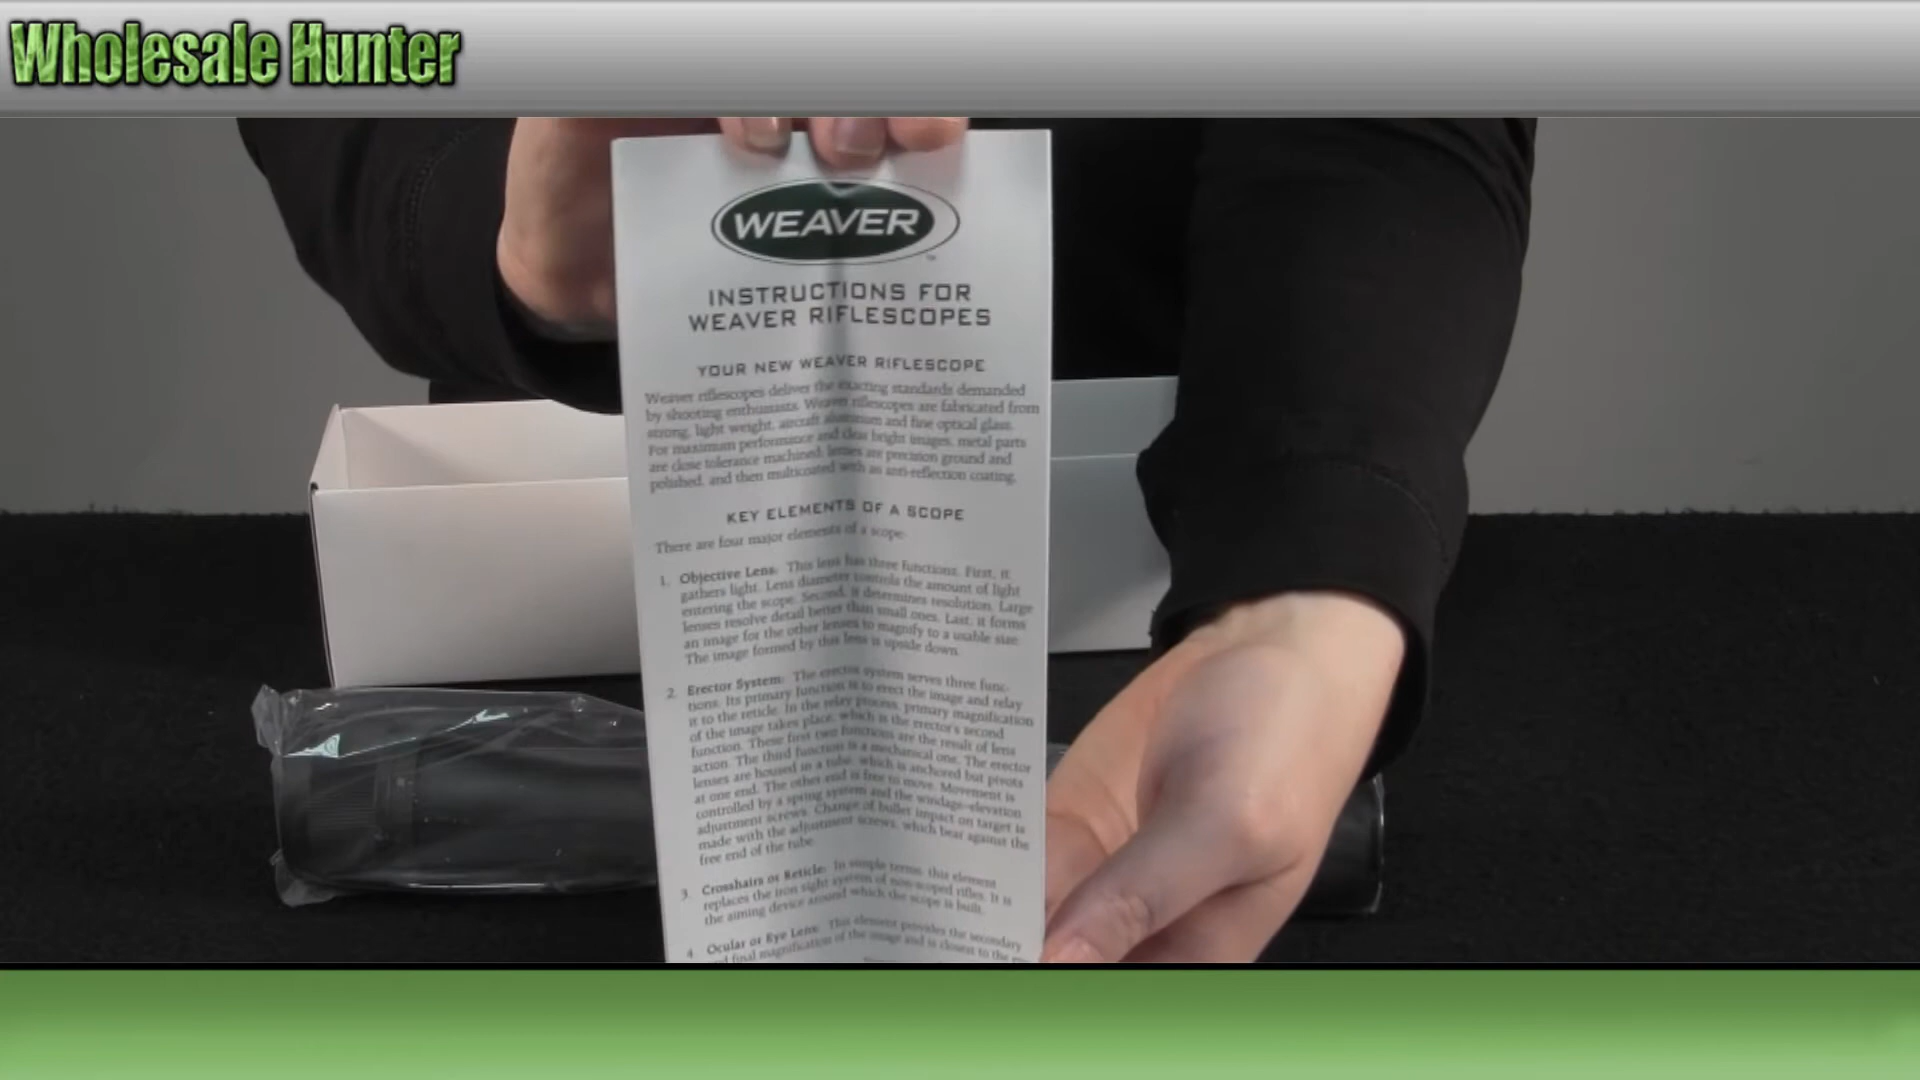 Wholesale Hunter
WEAVER
™
INSTRUCTIONS FOR
WEAVER RIFLESCOPES
YOUR NEW WEAVER RIFLESCOPE
Weaver riflescopes deliver the exacting standards demanded
by shooting enthusiasts. Weaver riflescopes are fabricated from
strong, light weight, aircraft aluminum and fine optical glass.
For maximum performance and clear bright images, metal parts
are close tolerance machined; lenses are precision ground and
polished, and then multicoated with an anti-reflection coating.
KEY ELEMENTS OF A SCOPE
There are four major elements of a scope:
1. Objective Lens: This lens has three functions. First, it
gathers light. Lens diameter controls the amount of light
entering the scope. Second, it determines resolution. Large
lenses resolve detail better than small ones. Last, it forms
an image for the other lenses to magnify to a usable size.
The image formed by this lens is upside down.
2. Erector System: The erector system serves three func-
tions. Its primary function is to erect the image and relay
it to the reticle. In the relay process, primary magnification
of the image takes place, which is the erector's second
function. These first two functions are the result of lens
action. The third function is a mechanical one. The erector
lenses are housed in a tube, which is anchored but pivots
at one end. The other end is free to move. Movement is
controlled by a spring system and the windage-elevation
adjustment screws. Change of bullet impact on target is
made with the adjustment screws, which bear against the
free end of the tube.
3. Crosshairs or Reticle: In simple terms, this element
replaces the iron sight system of non-scoped rifles. It is
the aiming device around which the scope is built.
4. Ocular or Eye Lens: This element provides the secondary
and final magnification of the image and is closest to the